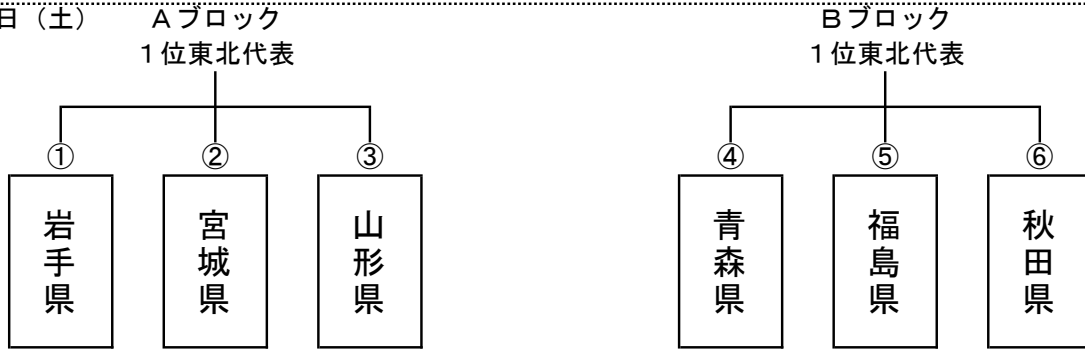 日（土） Ａブロック Ｂブロック
１位東北代表 １位東北代表
① ② ③ ④ ⑤ ⑥
岩手県 宮城県 山形県 青森県 福島県 秋田県